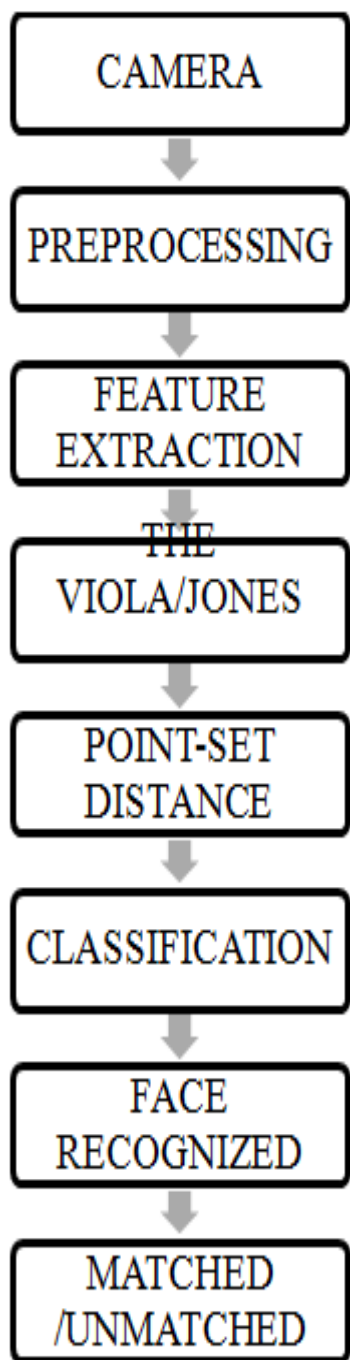 CAMERA
PREPROCESSING
FEATURE
EXTRACTION
THE
VIOLA/JONES
POINT-SET
DISTANCE
CLASSIFICATION
FACE
RECOGNIZED
MATCHED
/UNMATCHED